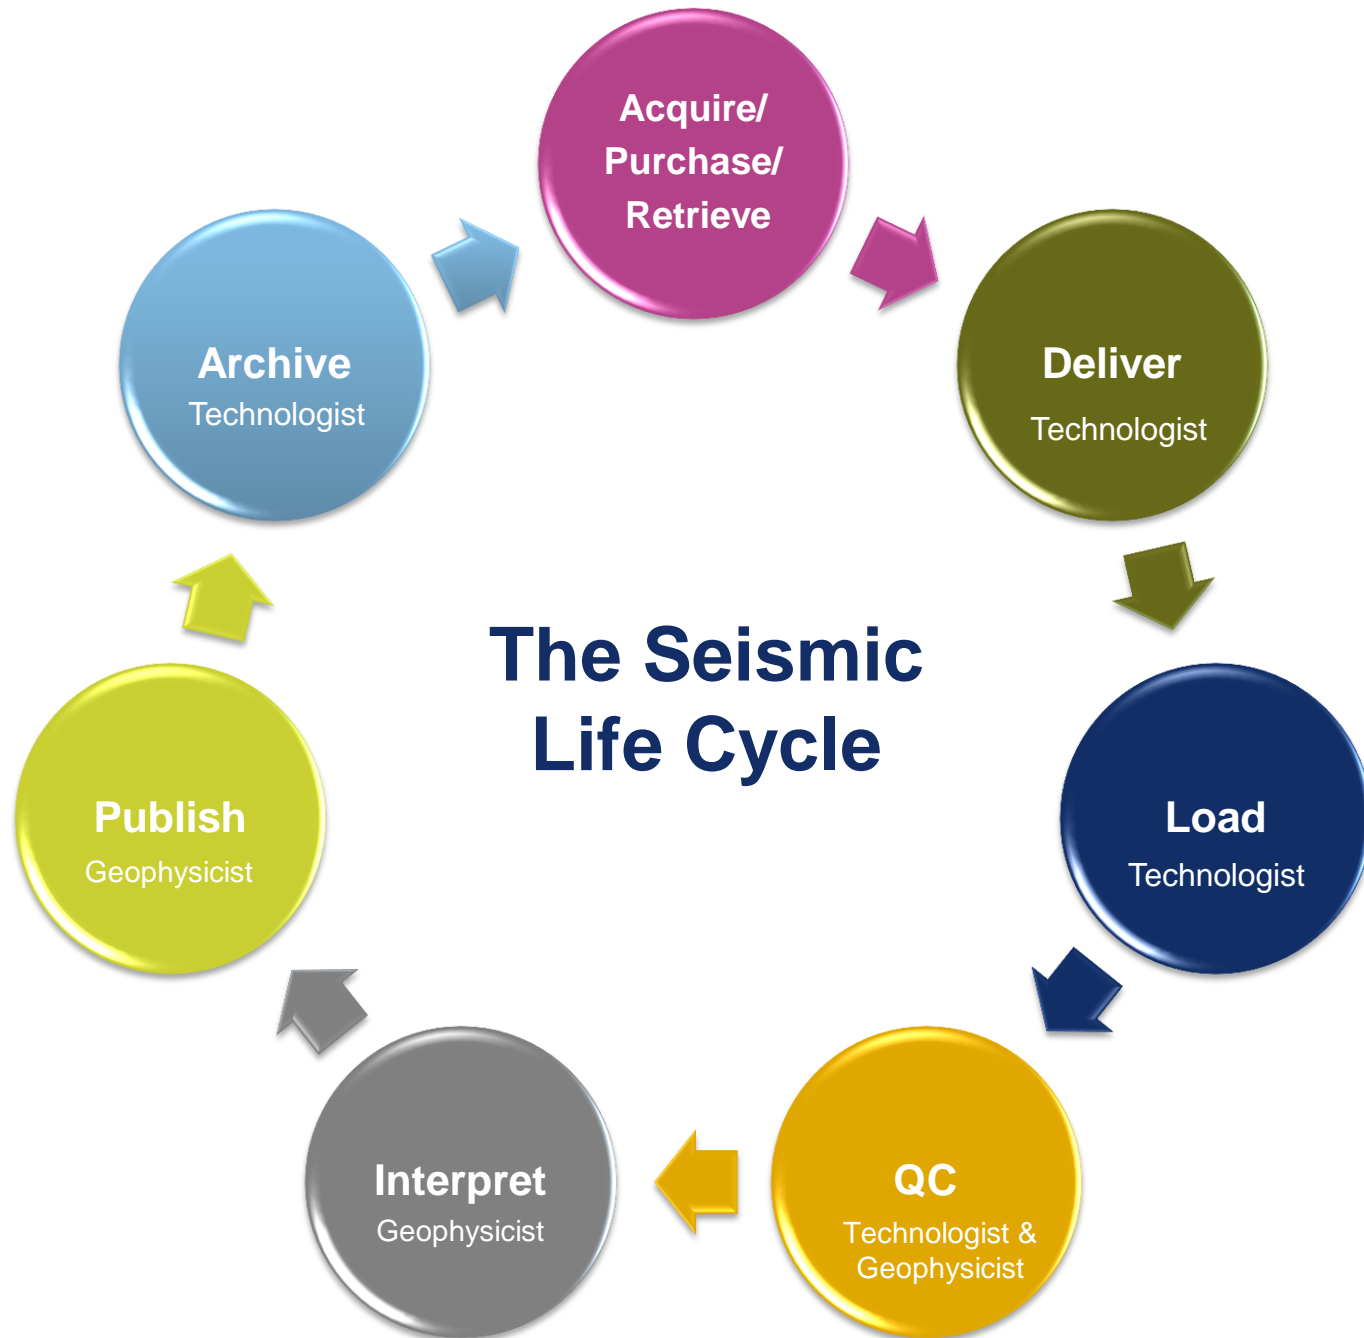 Acquire/
Purchase/
Retrieve
Deliver
Technologist
Load
Technologist
QC
Technologist &
Geophysicist
Interpret
Geophysicist
Publish
Geophysicist
Archive
Technologist
The Seismic
Life Cycle